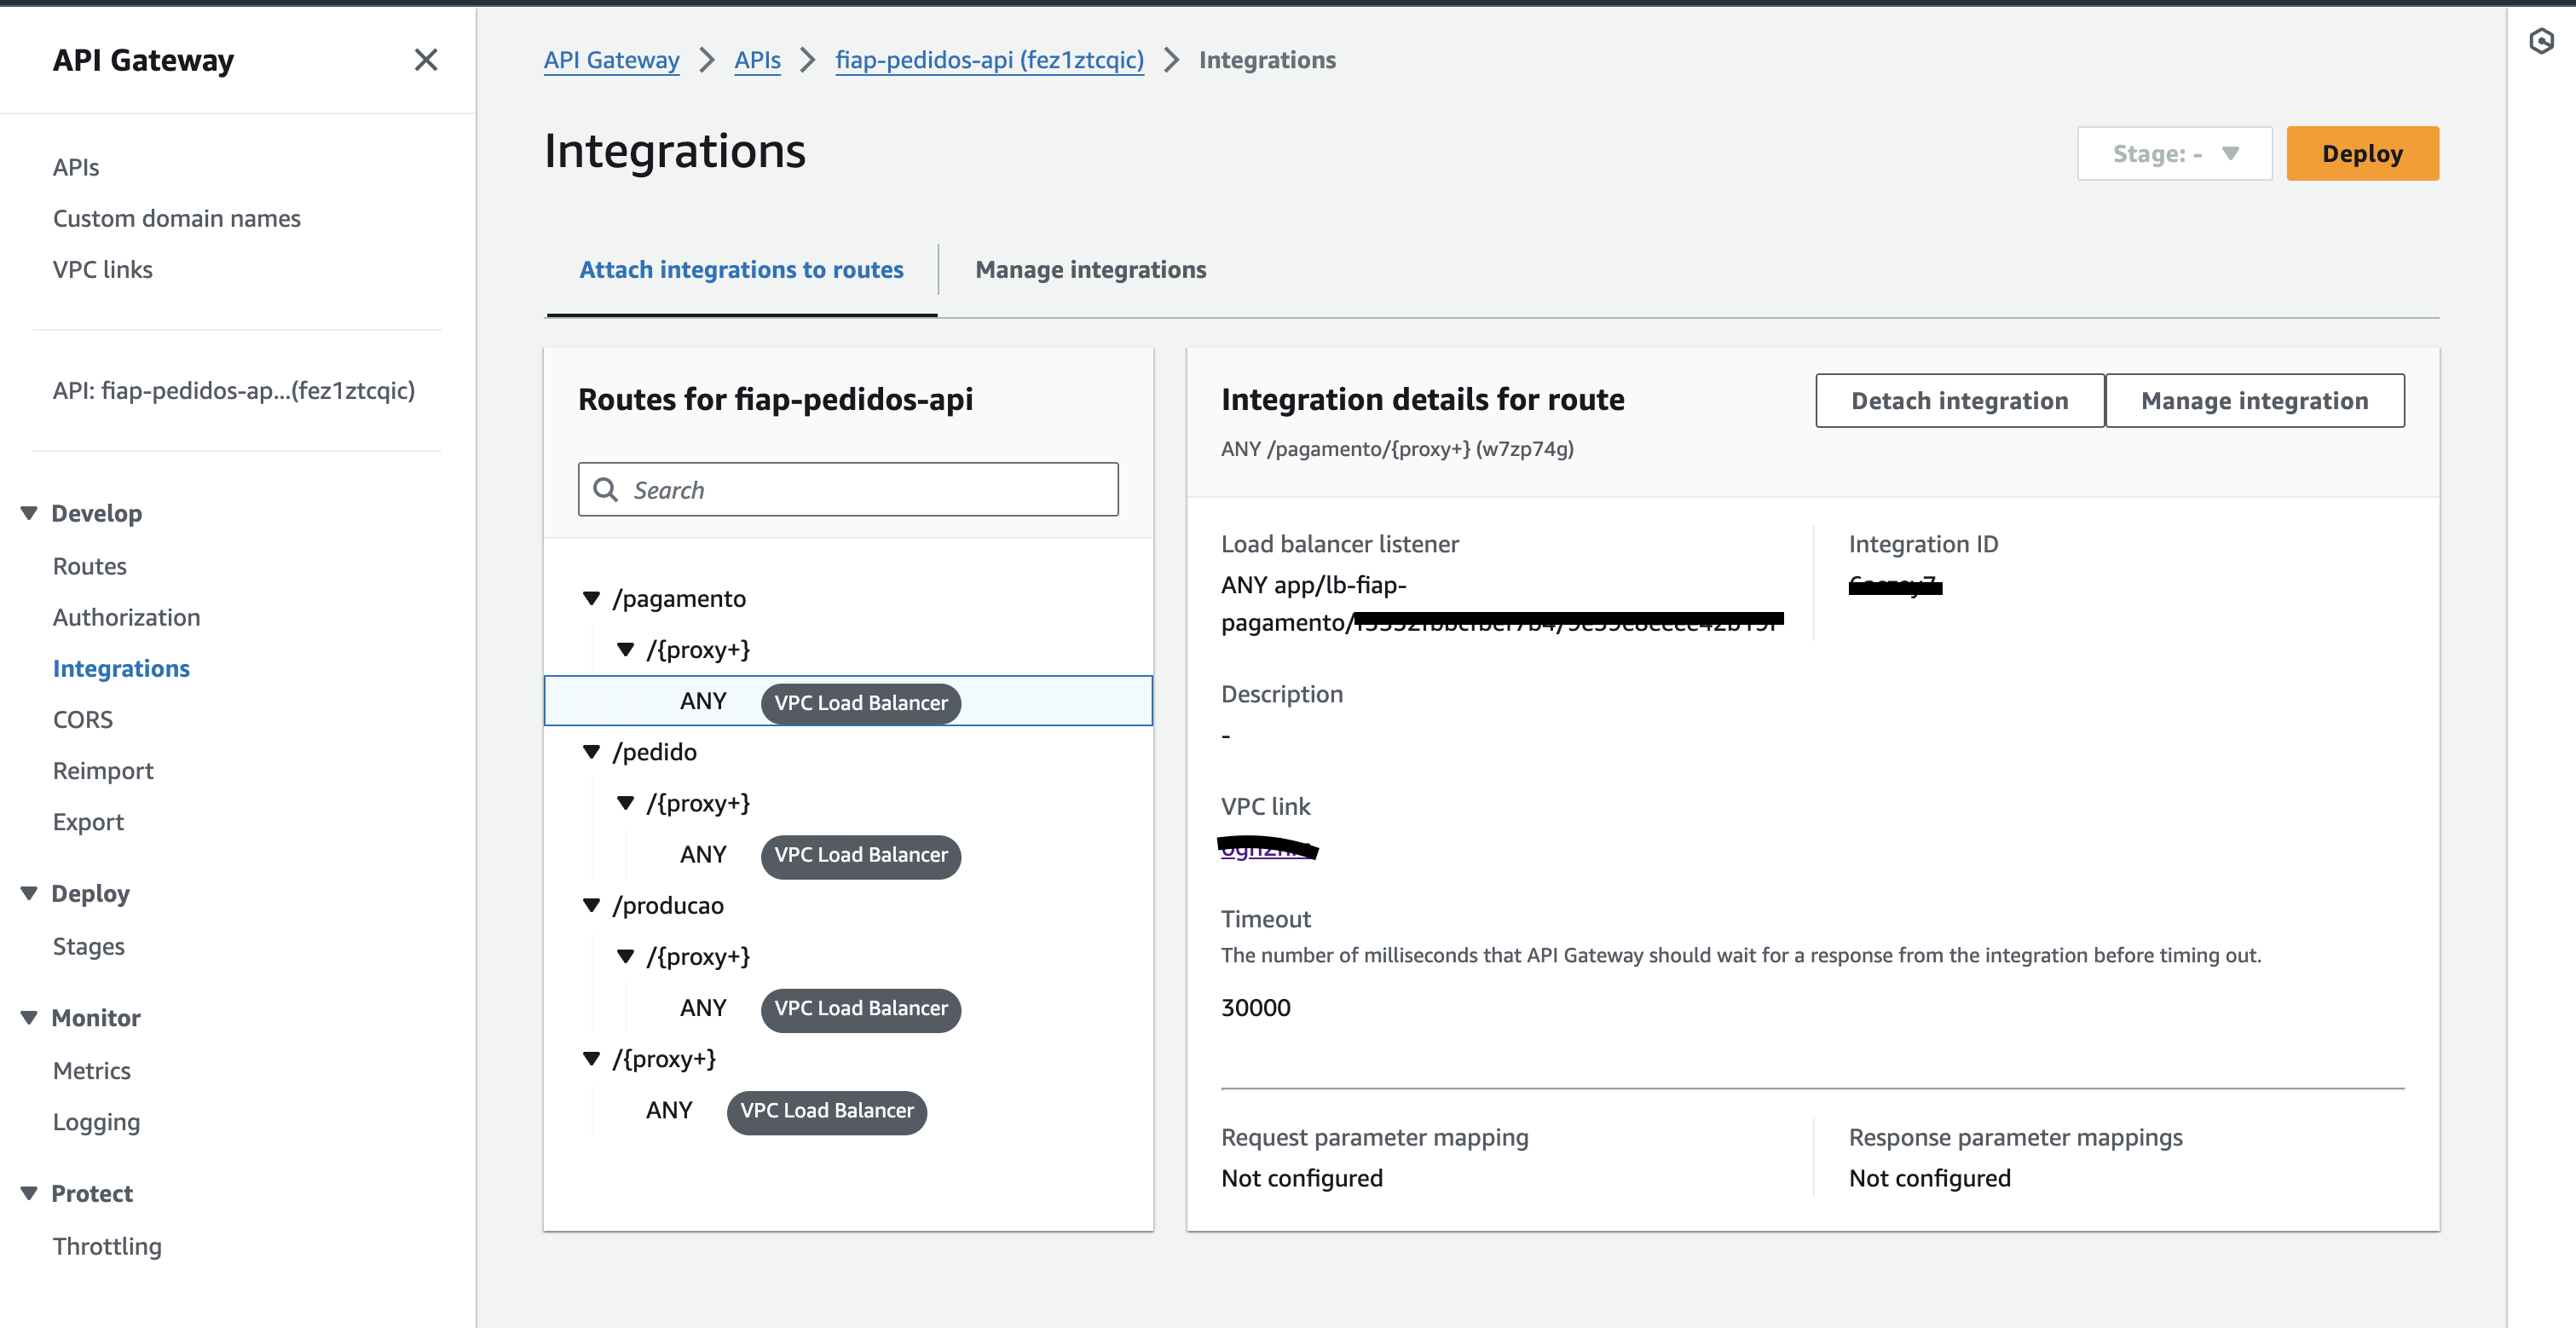 API Gateway
APIs
Custom domain names
VPC links
API: fiap-pedidos-ap...(fez1ztcqic)
Develop
Routes
Authorization
Integrations
CORS
Reimport
Export
Deploy
Stages
Monitor
Metrics
Logging
Protect
Throttling
API Gateway > APIs > fiap-pedidos-api (fez1ztcqic) > Integrations
Integrations
Stage: -
Deploy
Attach integrations to routes
Manage integrations
Routes for fiap-pedidos-api
Search
/pagamento
/{proxy+}
ANY VPC Load Balancer
/pedido
/{proxy+}
ANY VPC Load Balancer
/producao
/{proxy+}
ANY VPC Load Balancer
/{proxy+}
ANY VPC Load Balancer
Integration details for route
Detach integration
Manage integration
ANY /pagamento/{proxy+} (w7zp74g)
Load balancer listener
ANY app/lb-fiap-
pagamento/
Integration ID
Description
-
VPC link
Timeout
The number of milliseconds that API Gateway should wait for a response from the integration before timing out.
30000
Request parameter mapping
Not configured
Response parameter mappings
Not configured